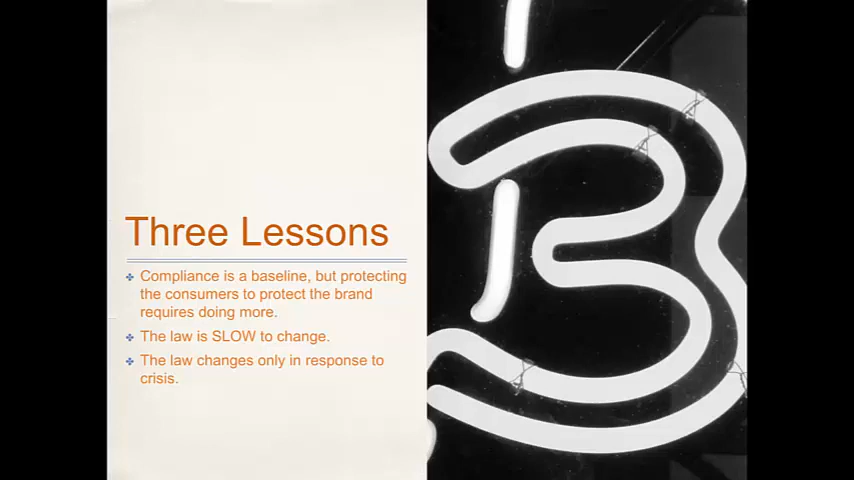 Three Lessons
Compliance is a baseline, but protecting
the consumers to protect the brand
requires doing more.
The law is SLOW to change.
The law changes only in response to
crisis.
3